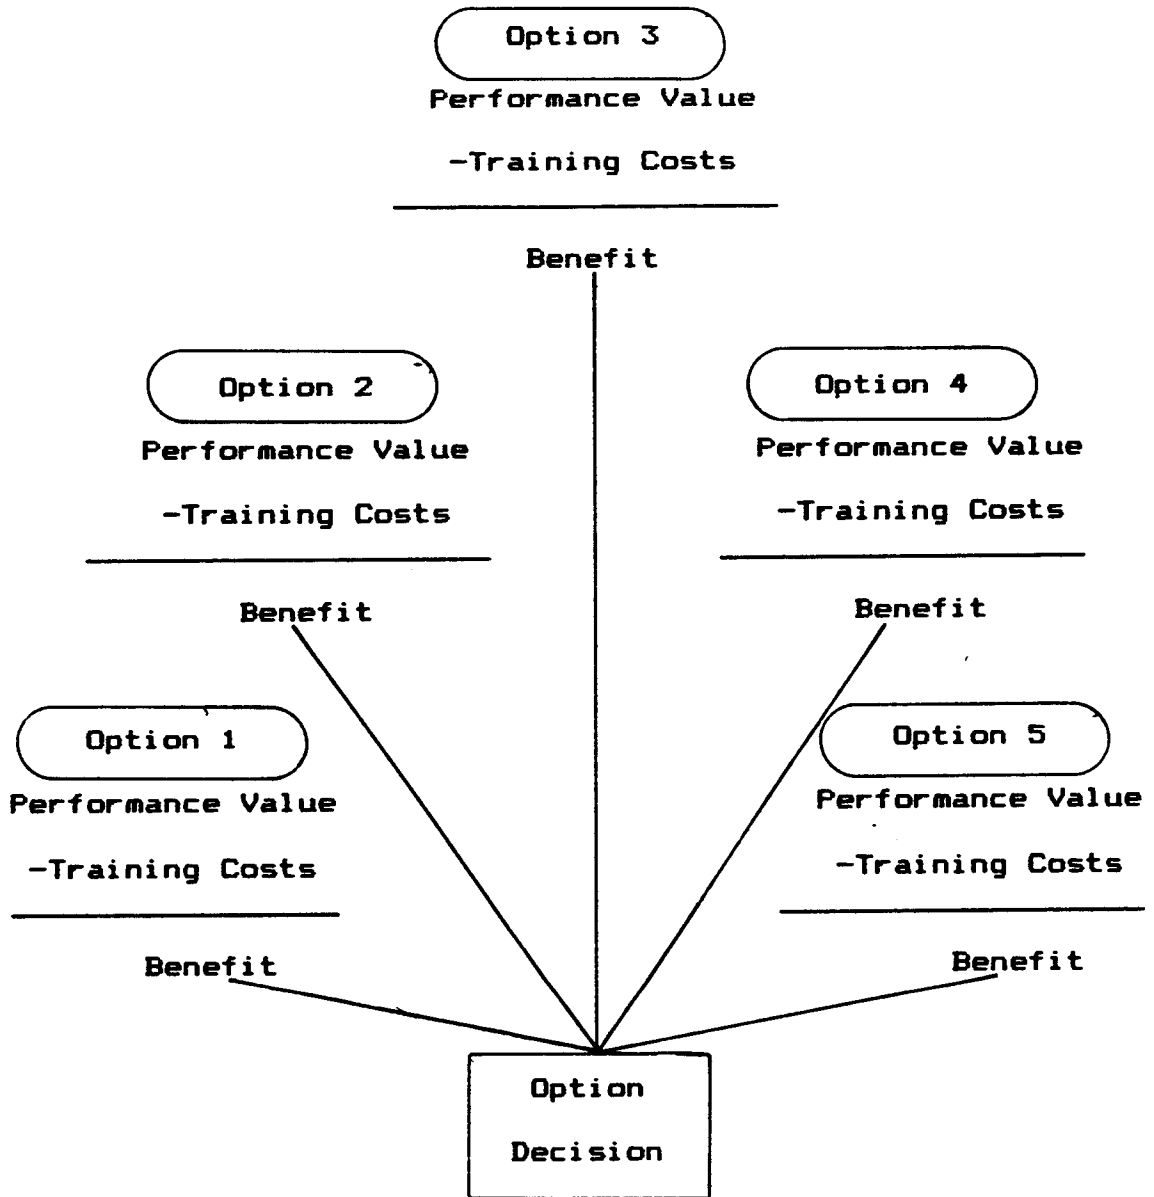 Option 3
Performance Value
-Training Costs
Benefit
Option 2
Performance Value
-Training Costs
Benefit
Option 4
Performance Value
-Training Costs
Benefit
Option 1
Performance Value
-Training Costs
Benefit
Option 5
Performance Value
-Training Costs
Benefit
Option
Decision